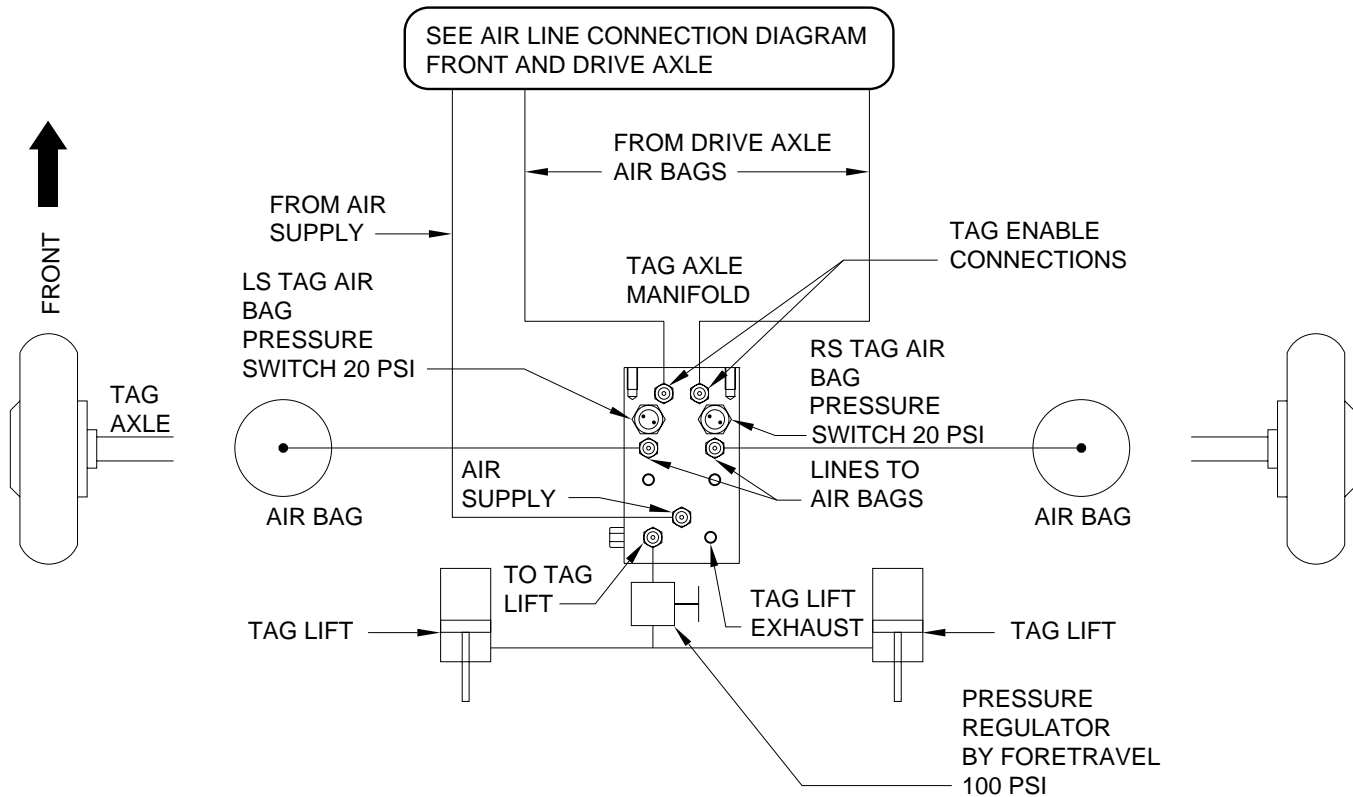 SEE AIR LINE CONNECTION DIAGRAM
FRONT AND DRIVE AXLE
FROM DRIVE AXLE
AIR BAGS
FRONT
FROM AIR
SUPPLY
TAG ENABLE
CONNECTIONS
TAG AXLE
MANIFOLD
LS TAG AIR
BAG
PRESSURE
SWITCH 20 PSI
RS TAG AIR
BAG
PRESSURE
SWITCH 20 PSI
TAG
AXLE
AIR
SUPPLY
LINES TO
AIR BAGS
AIR BAG
AIR BAG
TO TAG
LIFT
TAG LIFT
EXHAUST
TAG LIFT
TAG LIFT
PRESSURE
REGULATOR
BY FORETRAVEL
100 PSI